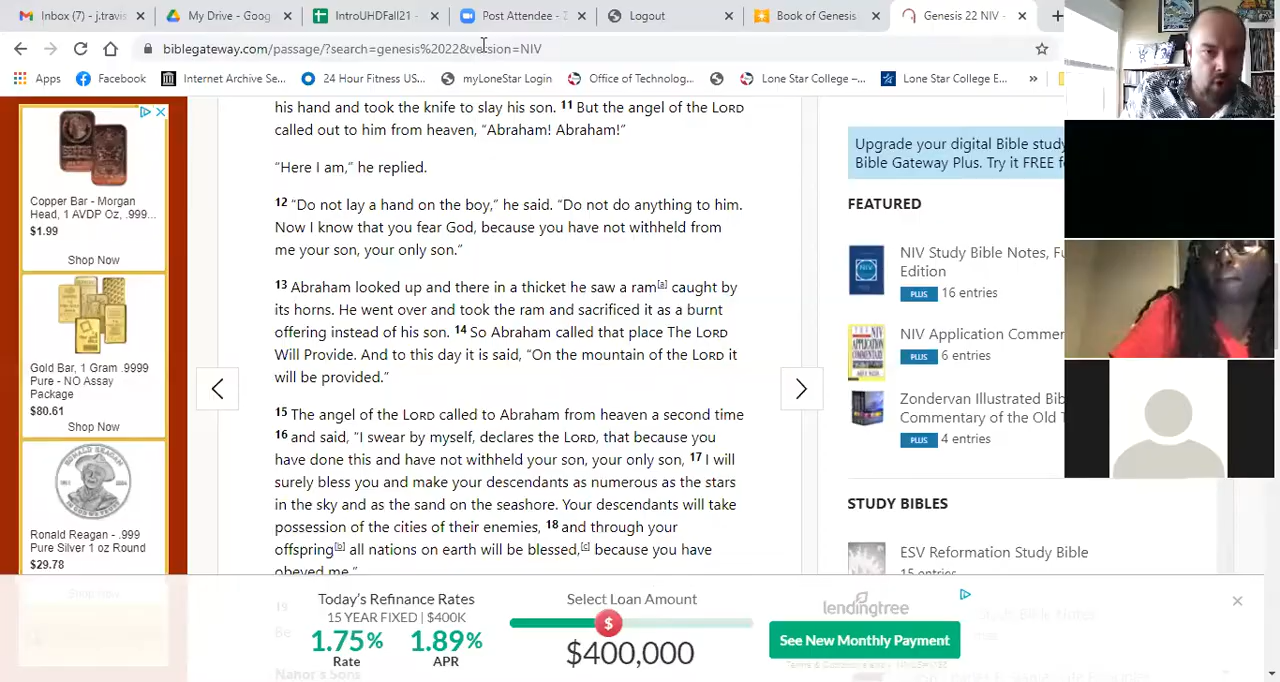 Inbox (7) - j.travis
My Drive - Goog
IntroUHDFall21 -
Post Attendee - Z
Logout
Book of Genesis
Genesis 22 NIV -
biblegateway.com/passage/?search=genesis%2022&version=NIV
Apps
Facebook
Internet Archive Se...
24 Hour Fitness US...
MyLoneStar Login
Office of Technolog...
Lone Star College –...
Lone Star College E...
»
his hand and took the knife to slay his son. 11 But the angel of the LORD
called out to him from heaven, “Abraham! Abraham!”
“Here I am,” he replied.
12 “Do not lay a hand on the boy,” he said. “Do not do anything to him.
Now I know that you fear God, because you have not withheld from
me your son, your only son.”
13 Abraham looked up and there in a thicket he saw a ram[a] caught by
its horns. He went over and took the ram and sacrificed it as a burnt
offering instead of his son. 14 So Abraham called that place The LORD
Will Provide. And to this day it is said, “On the mountain of the LORD it
will be provided.”
15 The angel of the LORD called to Abraham from heaven a second time
16 and said, “I swear by myself, declares the LORD, that because you
have done this and have not withheld your son, your only son, 17 I will
surely bless you and make your descendants as numerous as the stars
in the sky and as the sand on the seashore. Your descendants will take
possession of the cities of their enemies, 18 and through your
offspring[b] all nations on earth will be blessed,[c] because you have
obeyed me.”
19
Be
Nahor's Sons
Copper Bar - Morgan
Head, 1 AVDP Oz, .999...
$1.99
Shop Now
Gold Bar, 1 Gram .9999
Pure - NO Assay
Package
$80.61
Shop Now
RONALD REAGAN
Ronald Reagan - .999
Pure Silver 1 oz Round
$29.78
Shop Now
Upgrade your digital Bible study
Bible Gateway Plus. Try it FREE f
FEATURED
NIV Study Bible Notes, Fu
Edition
PLUS 16 entries
NIV Application Commen
PLUS 6 entries
Zondervan Illustrated Bib
Commentary of the Old T
PLUS 4 entries
STUDY BIBLES
ESV Reformation Study Bible
15 entries
Today's Refinance Rates
15 YEAR FIXED | $400K
1.75% 1.89%
Rate APR
Select Loan Amount
$
$400,000
lendingtree
See New Monthly Payment
Terms & Conditions apply. NMLS#1136